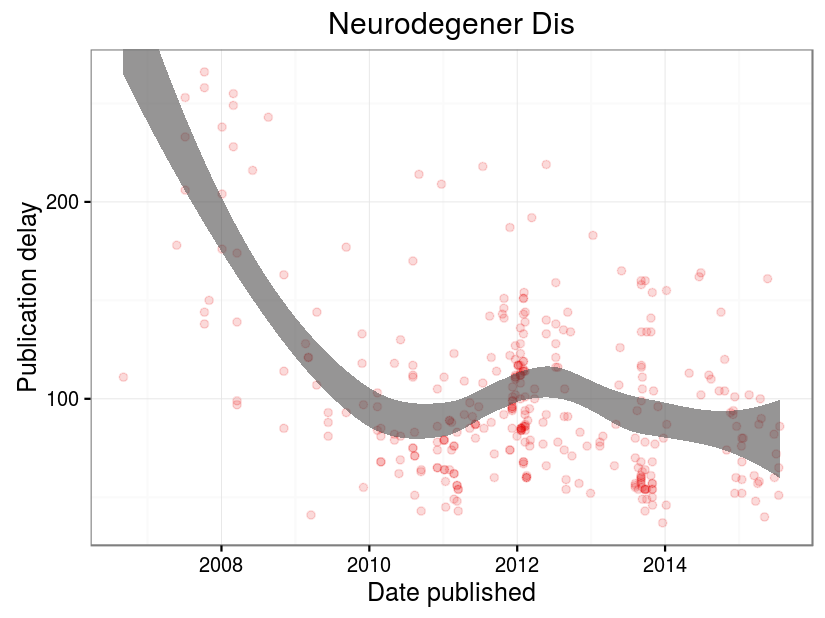 Neurodegener Dis
Publication delay
200
100
2008 2010 2012 2014
Date published